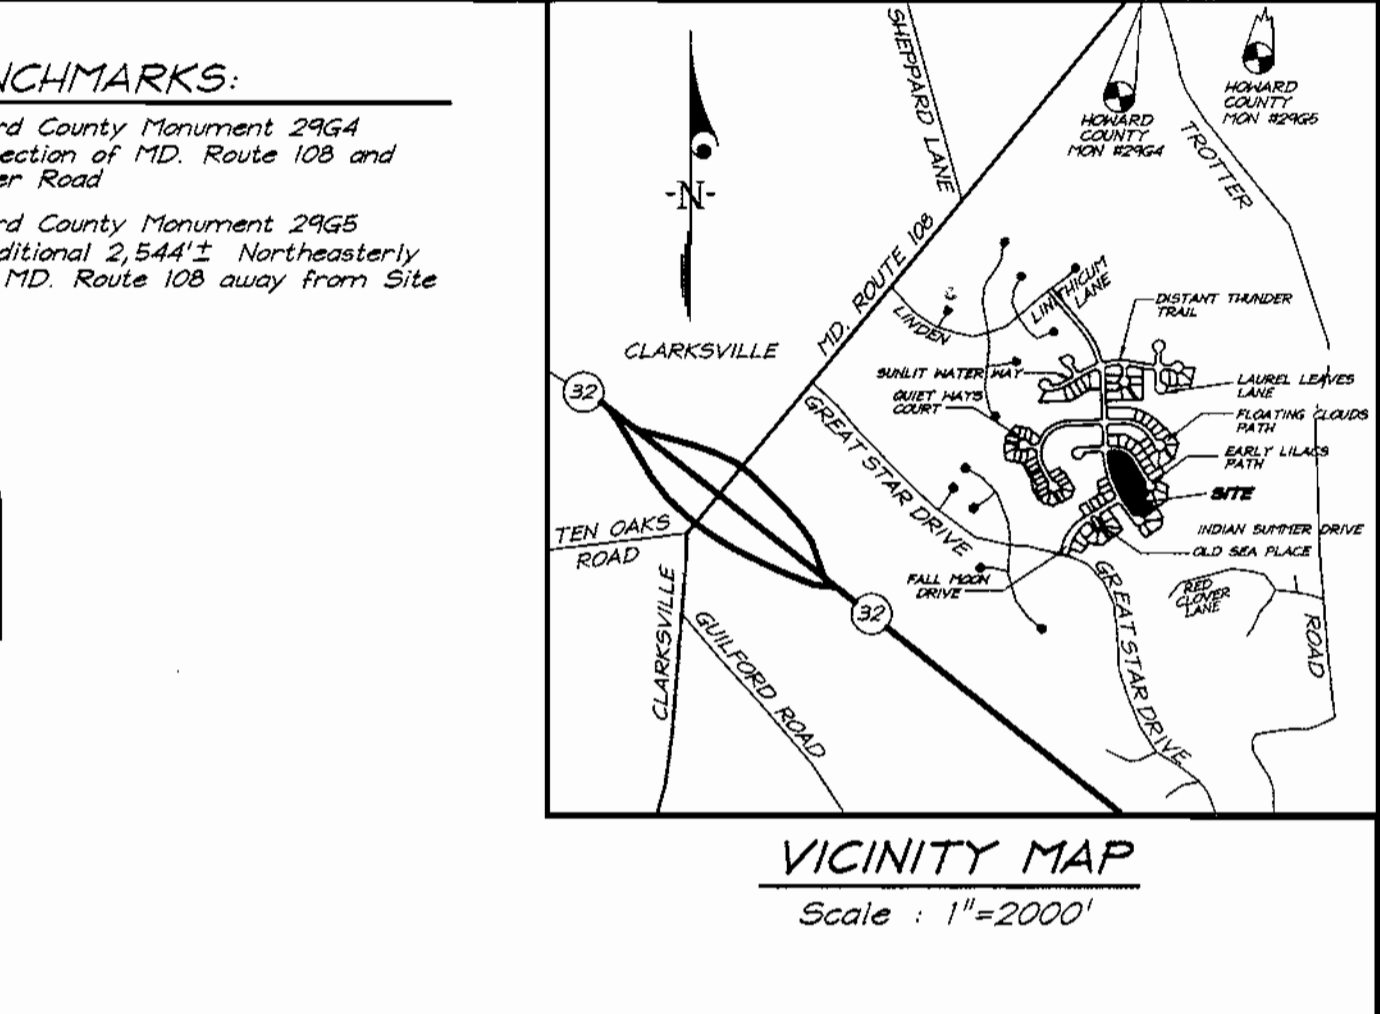 NCHMARKS:
rd County Monument 29G4
ection of MD. Route 108 and
er Road
rd County Monument 29G5
ditional 2,544'± Northeasterly
MD. Route 108 away from Site
SHEPPARD LANE
HOWARD
COUNTY
MON #29G4
HOWARD
COUNTY
MON #29G5
TROTTER
-N-
MD. ROUTE 108
LINTHICUM
LANE
LINDEN
DISTANT THUNDER
TRAIL
CLARKSVILLE
SUNLIT WATER WAY
QUIET WAYS
COURT
LAUREL LEAVES
LANE
FLOATING CLOUDS
PATH
EARLY LILACS
PATH
SITE
32
GREAT STAR DRIVE
INDIAN SUMMER DRIVE
OLD SEA PLACE
TEN OAKS
ROAD
FALL MOON
DRIVE
RED
CLOVER
LANE
32
CLARKSVILLE
GUILFORD ROAD
GREAT STAR DRIVE
ROAD
VICINITY MAP
Scale : 1"=2000'